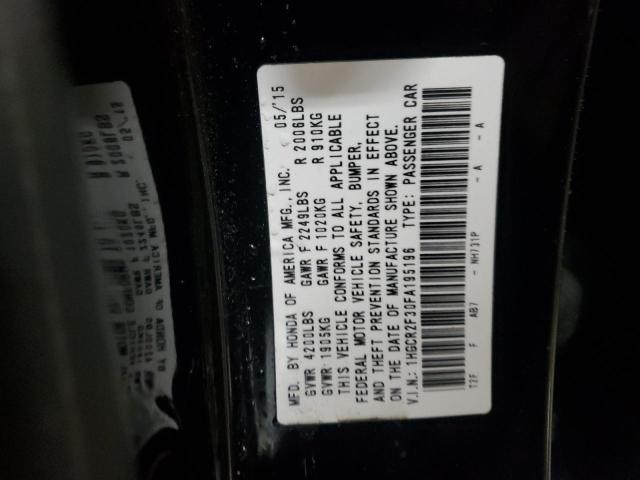 MFD. BY HONDA OF AMERICA MFG., INC. 05/'15
GVWR 4200LBS GAWR F 2249LBS R 2006LBS
GVWR 1905KG GAWR F 1020KG R 910KG
THIS VEHICLE CONFORMS TO ALL APPLICABLE
FEDERAL MOTOR VEHICLE SAFETY, BUMPER,
AND THEFT PREVENTION STANDARDS IN EFFECT
ON THE DATE OF MANUFACTURE SHOWN ABOVE.
V.I.N.: 1HGCR2F30FA195196 TYPE: PASSENGER CAR
T2F F AB7 - NH731P - A - A